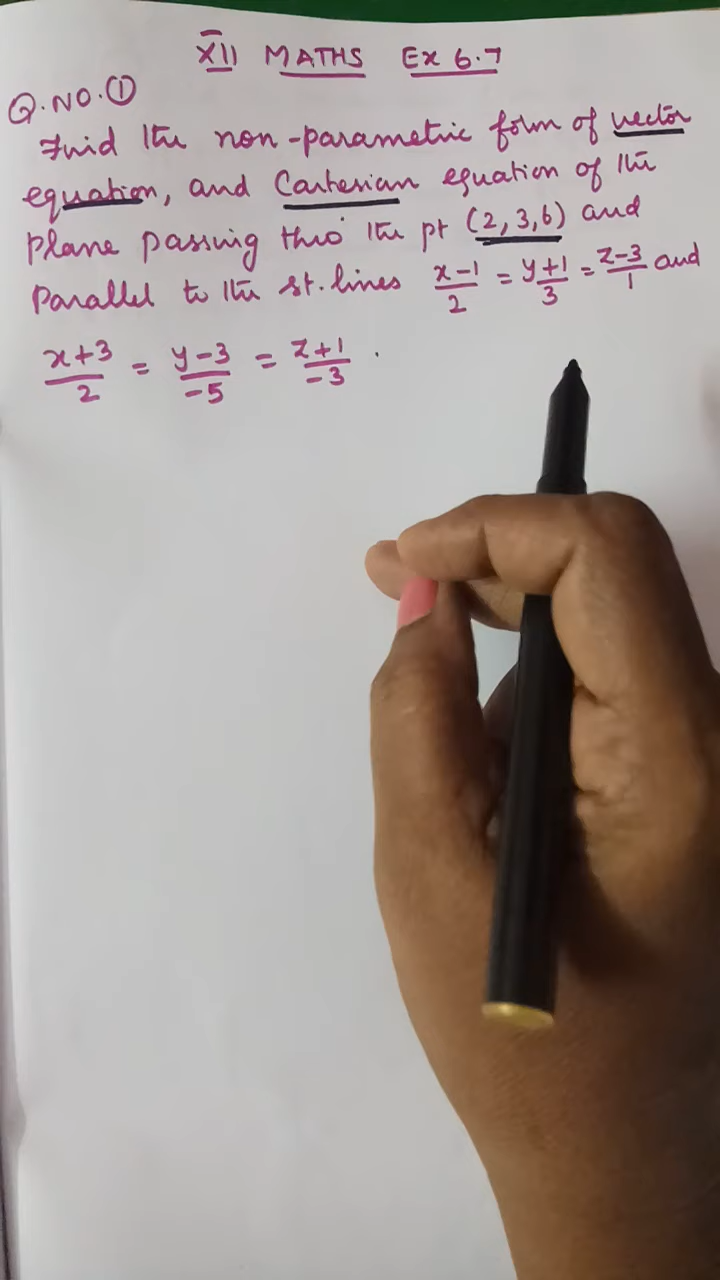 XII MATHS Ex 6.7
Q.NO.①
Find the non-parametric form of vector
equation, and Cartesian equation of the
plane passing thro' the pt (2,3,6) and
parallel to the st. lines x-1/2 = y+1/3 = z-3/1 and
x+3/2 = y-3/-5 = z+1/-3 .